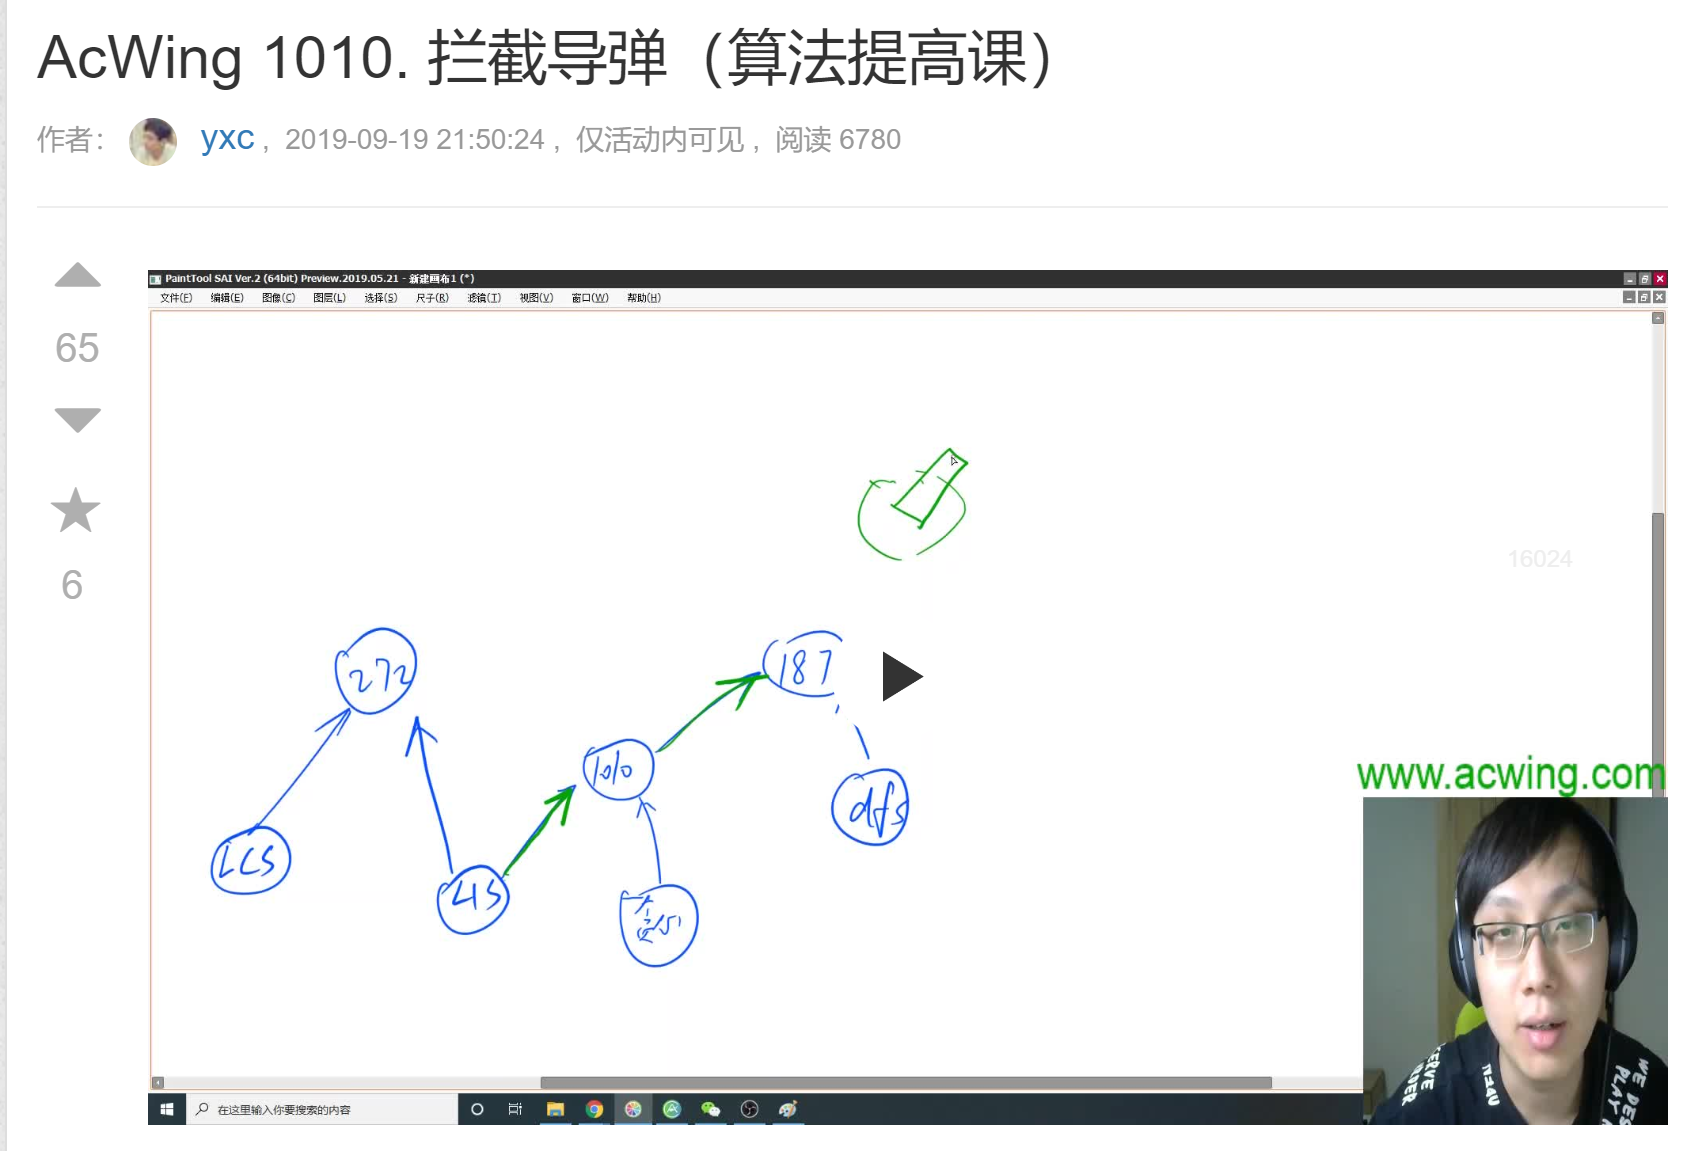 AcWing 1010. 拦截导弹（算法提高课）
作者： yxc， 2019-09-19 21:50:24， 仅活动内可见， 阅读 6780
65
6
PaintTool SAI Ver.2 (64bit) Preview.2019.05.21 - 新建画布1 (*)
文件(F) 编辑(E) 图像(C) 图层(L) 选择(S) 尺子(R) 滤镜(T) 视图(V) 窗口(W) 帮助(H)
16024
272
187
1010
dfs
LCS
LIS
www.acwing.com
WE DES
PLAY
在这里输入你要搜索的内容